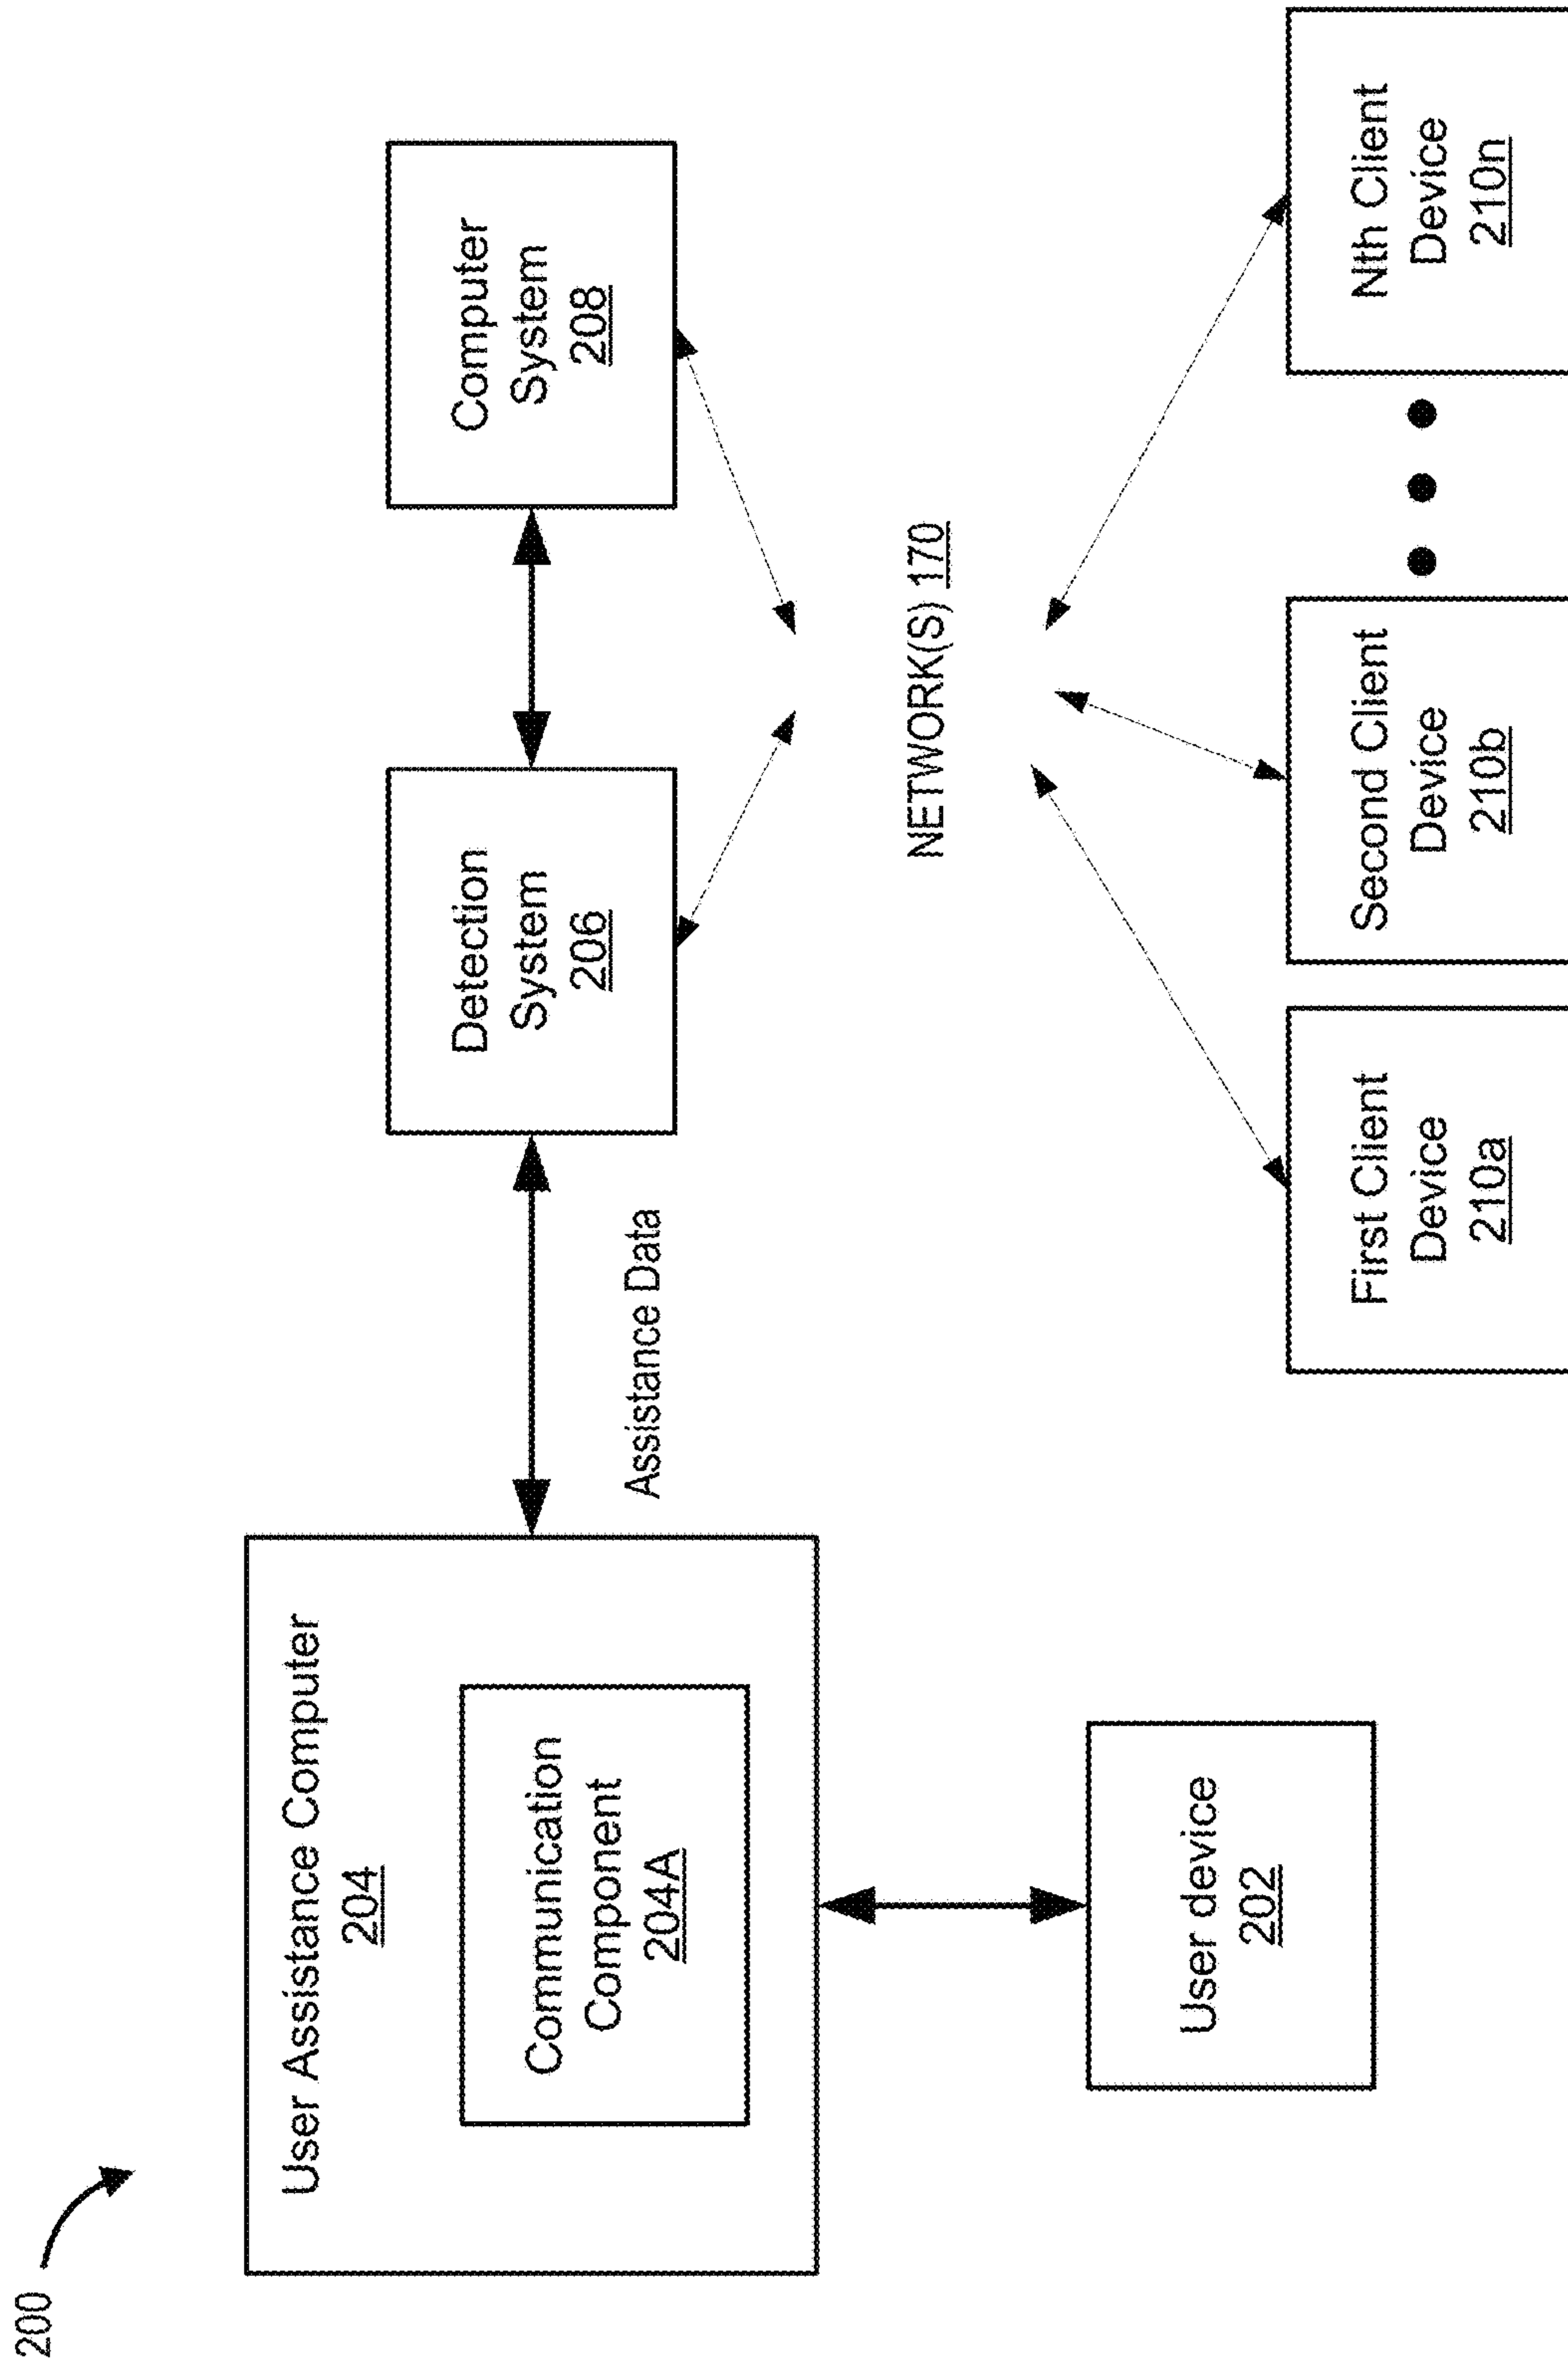 200
User Assistance Computer
204
Communication
Component
204A
Assistance Data
Detection
System
206
Computer
System
208
User device
202
NETWORK(S) 170
First Client
Device
210a
Second Client
Device
210b
Nth Client
Device
210n